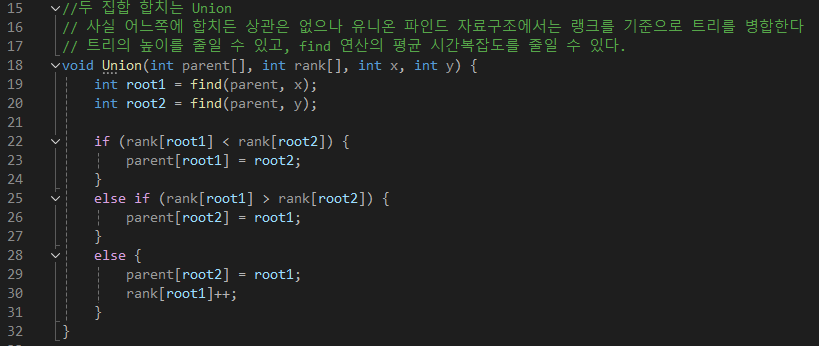 15 //두 집합 합치는 Union
16 // 사실 어느쪽에 합치든 상관은 없으나 유니온 파인드 자료구조에서는 랭크를 기준으로 트리를 병합한다
17 // 트리의 높이를 줄일 수 있고, find 연산의 평균 시간복잡도를 줄일 수 있다.
18 void Union(int parent[], int rank[], int x, int y) {
19     int root1 = find(parent, x);
20     int root2 = find(parent, y);
21
22     if (rank[root1] < rank[root2]) {
23         parent[root1] = root2;
24     }
25     else if (rank[root1] > rank[root2]) {
26         parent[root2] = root1;
27     }
28     else {
29         parent[root2] = root1;
30         rank[root1]++;
31     }
32 }